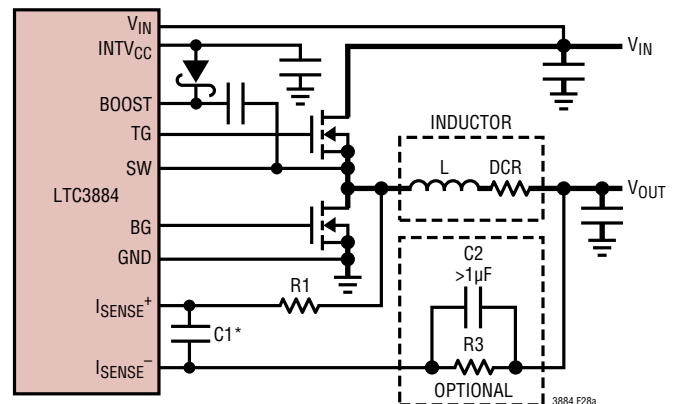 V_IN
INTV_CC
BOOST
TG
SW
LTC3884
BG
GND
I_SENSE^+
I_SENSE^-
V_IN
INDUCTOR
L DCR
V_OUT
C2
>1µF
R1
C1*
R3
OPTIONAL
3884 F28a